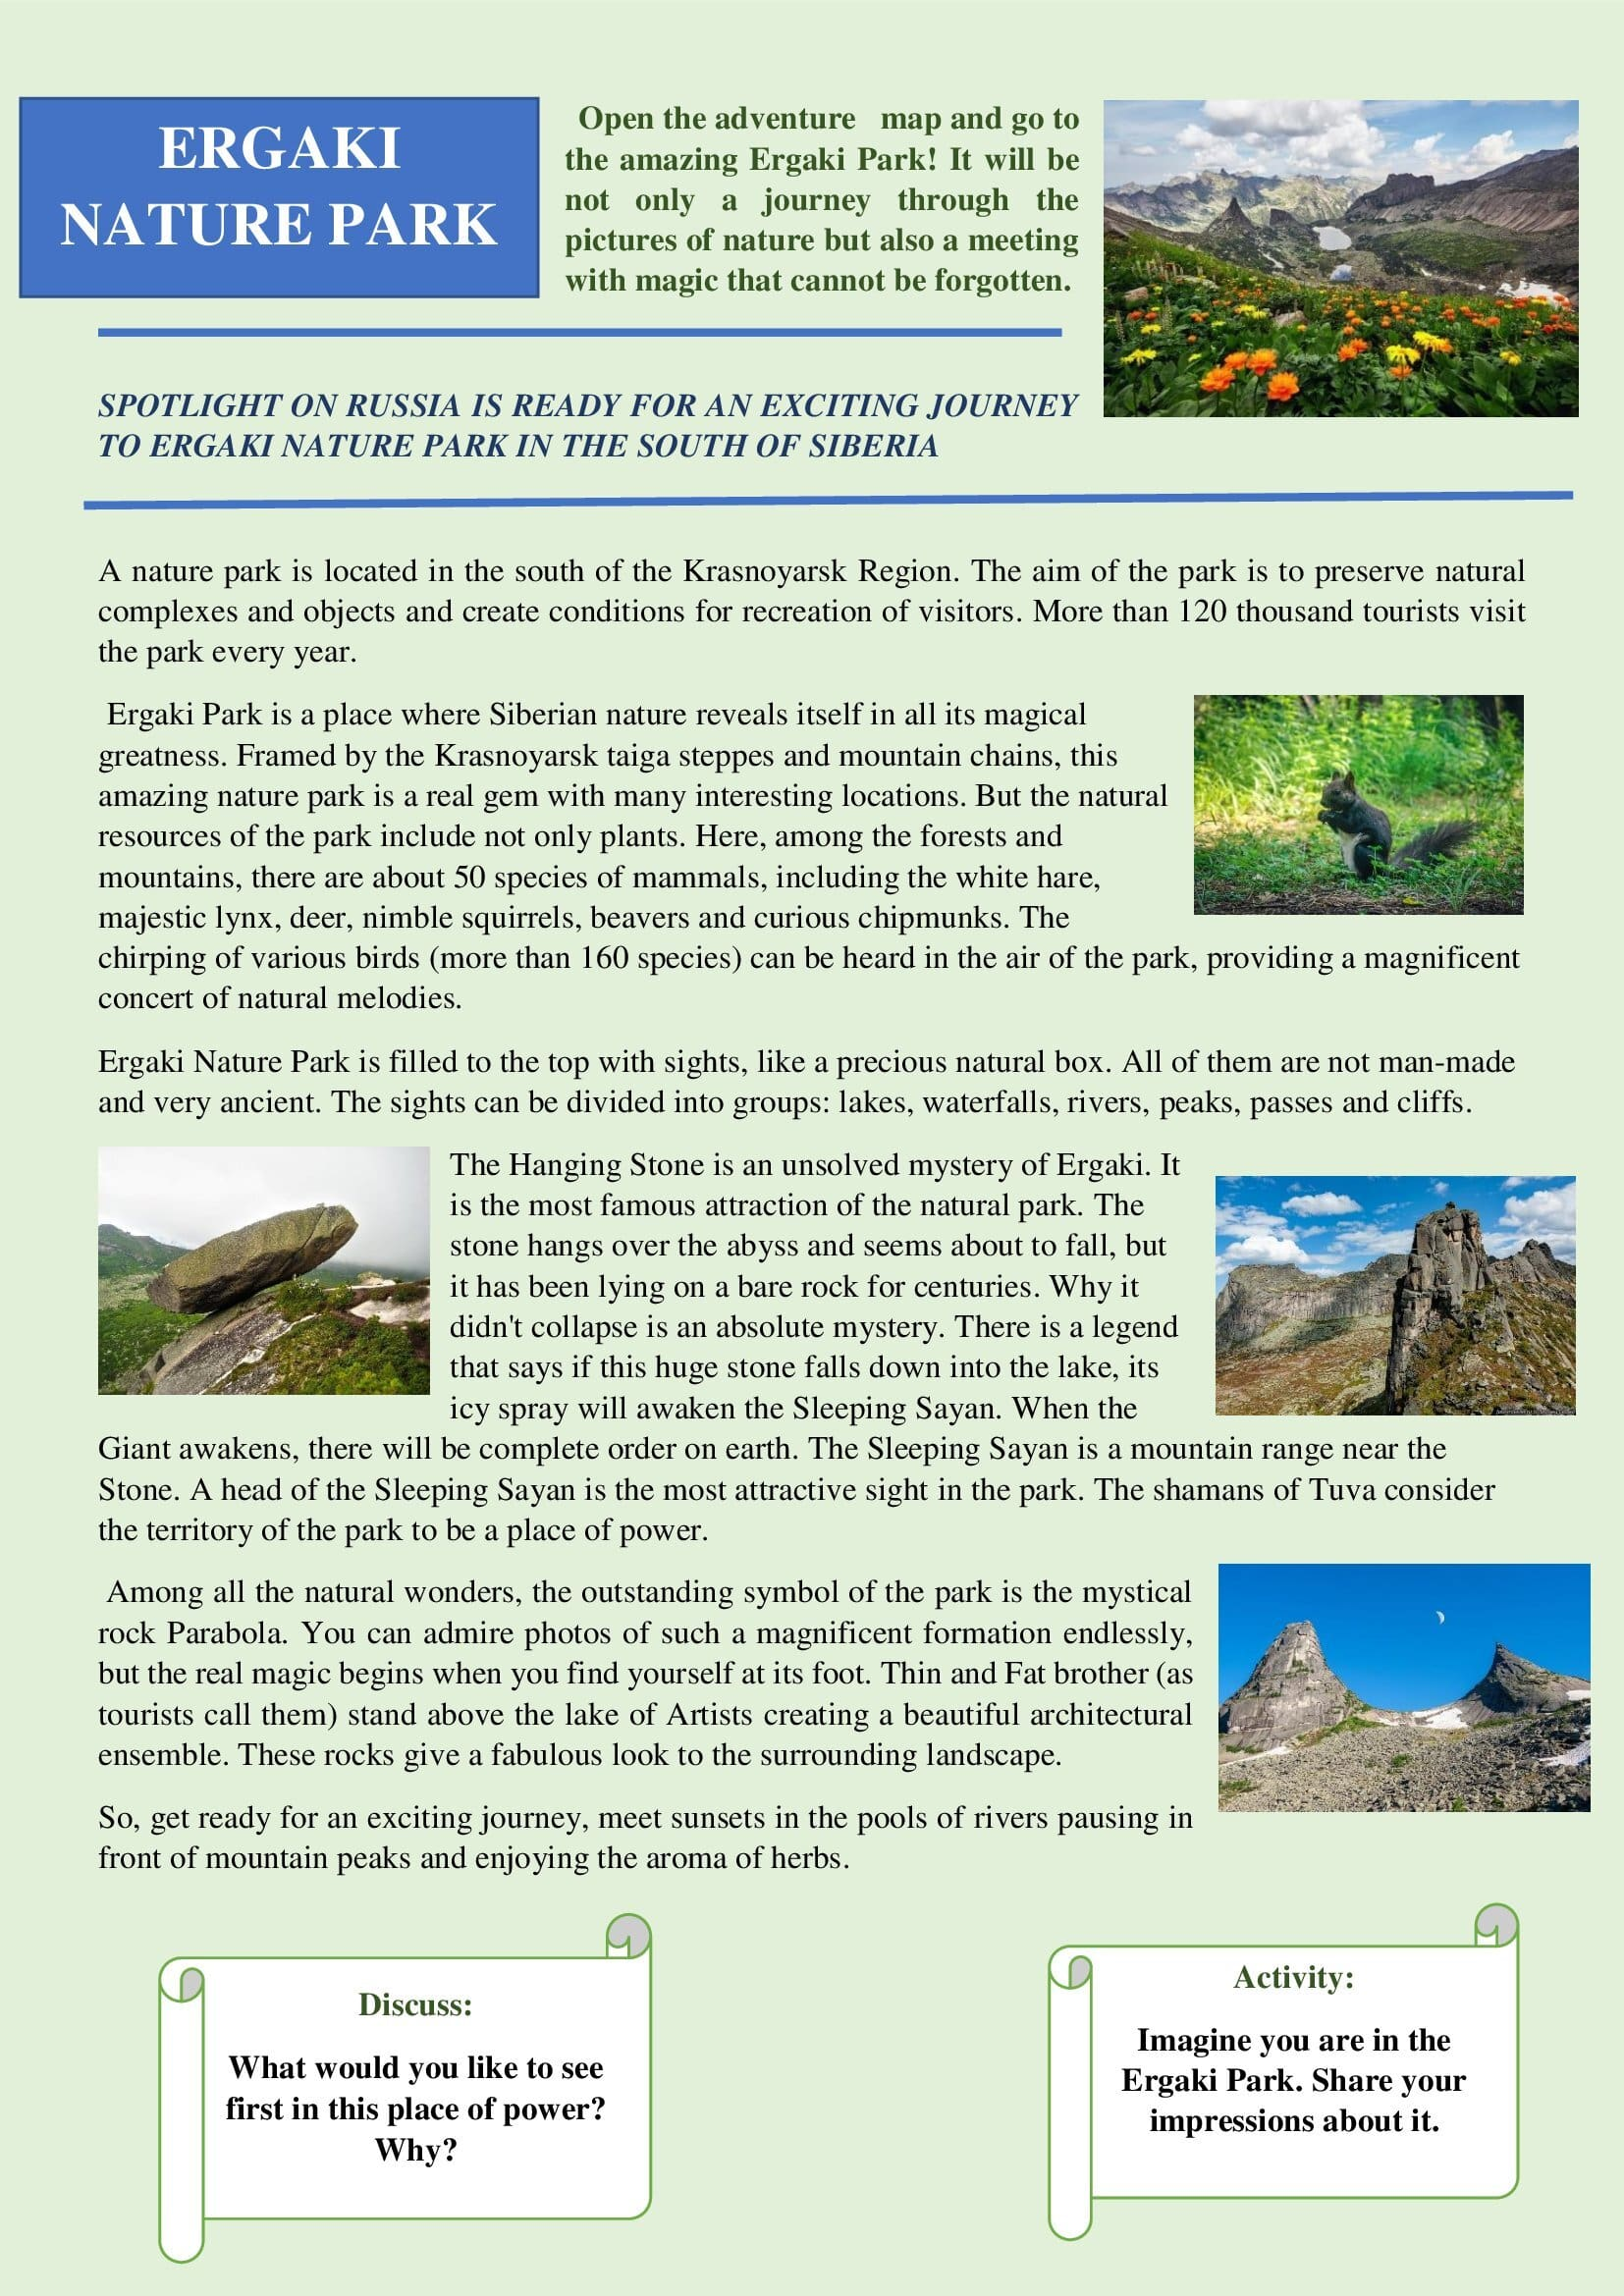 ERGAKI
NATURE PARK
Open the adventure map and go to
the amazing Ergaki Park! It will be
not only a journey through the
pictures of nature but also a meeting
with magic that cannot be forgotten.
SPOTLIGHT ON RUSSIA IS READY FOR AN EXCITING JOURNEY
TO ERGAKI NATURE PARK IN THE SOUTH OF SIBERIA
A nature park is located in the south of the Krasnoyarsk Region. The aim of the park is to preserve natural
complexes and objects and create conditions for recreation of visitors. More than 120 thousand tourists visit
the park every year.
Ergaki Park is a place where Siberian nature reveals itself in all its magical
greatness. Framed by the Krasnoyarsk taiga steppes and mountain chains, this
amazing nature park is a real gem with many interesting locations. But the natural
resources of the park include not only plants. Here, among the forests and
mountains, there are about 50 species of mammals, including the white hare,
majestic lynx, deer, nimble squirrels, beavers and curious chipmunks. The
chirping of various birds (more than 160 species) can be heard in the air of the park, providing a magnificent
concert of natural melodies.
Ergaki Nature Park is filled to the top with sights, like a precious natural box. All of them are not man-made
and very ancient. The sights can be divided into groups: lakes, waterfalls, rivers, peaks, passes and cliffs.
The Hanging Stone is an unsolved mystery of Ergaki. It
is the most famous attraction of the natural park. The
stone hangs over the abyss and seems about to fall, but
it has been lying on a bare rock for centuries. Why it
didn't collapse is an absolute mystery. There is a legend
that says if this huge stone falls down into the lake, its
icy spray will awaken the Sleeping Sayan. When the
Giant awakens, there will be complete order on earth. The Sleeping Sayan is a mountain range near the
Stone. A head of the Sleeping Sayan is the most attractive sight in the park. The shamans of Tuva consider
the territory of the park to be a place of power.
Among all the natural wonders, the outstanding symbol of the park is the mystical
rock Parabola. You can admire photos of such a magnificent formation endlessly,
but the real magic begins when you find yourself at its foot. Thin and Fat brother (as
tourists call them) stand above the lake of Artists creating a beautiful architectural
ensemble. These rocks give a fabulous look to the surrounding landscape.
So, get ready for an exciting journey, meet sunsets in the pools of rivers pausing in
front of mountain peaks and enjoying the aroma of herbs.
Discuss:
What would you like to see
first in this place of power?
Why?
Activity:
Imagine you are in the
Ergaki Park. Share your
impressions about it.